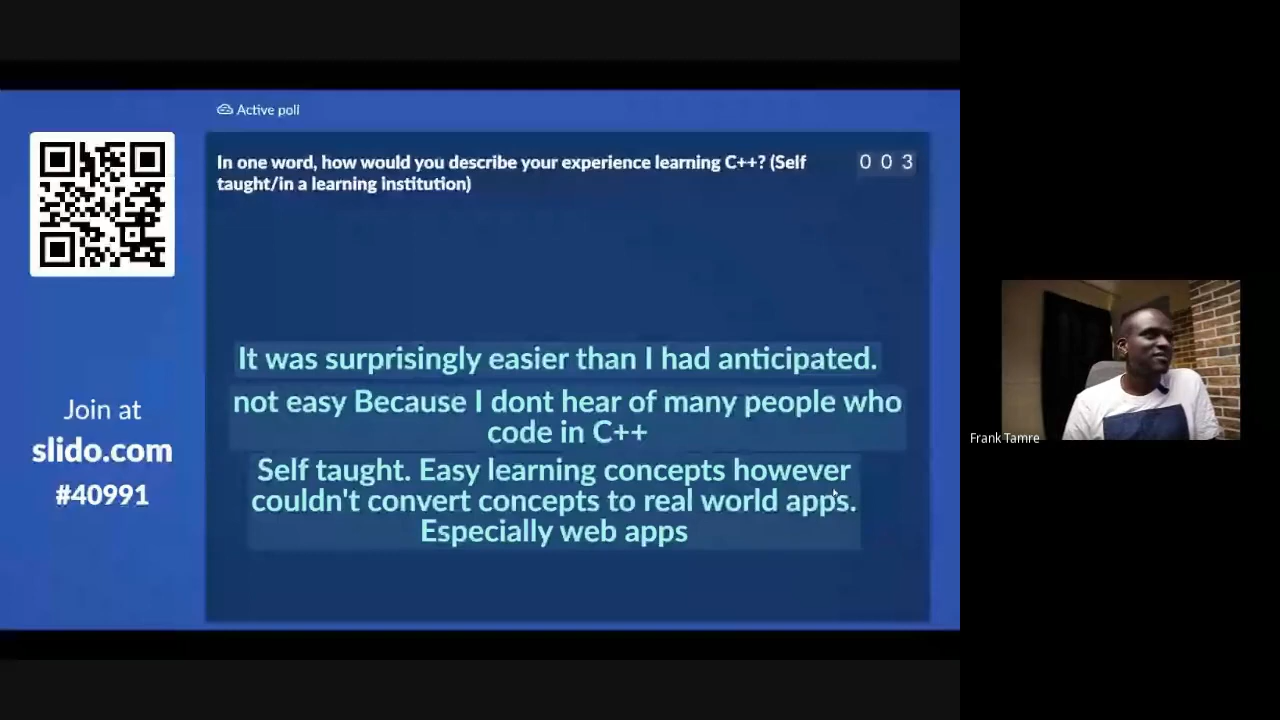 Active poll
In one word, how would you describe your experience learning C++? (Self
taught/in a learning institution)
0 0 3
It was surprisingly easier than I had anticipated.
not easy Because I dont hear of many people who
code in C++
Self taught. Easy learning concepts however
couldn't convert concepts to real world apps.
Especially web apps
Join at
slido.com
#40991
Frank Tamre